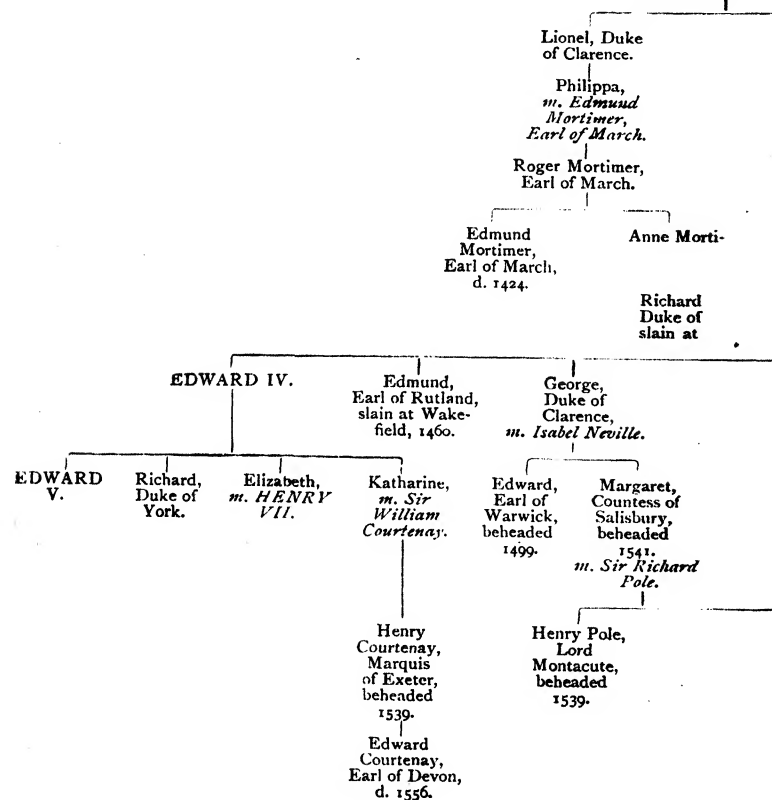 Lionel, Duke
of Clarence.
Philippa,
m. Edmund
Mortimer,
Earl of March.
Roger Mortimer,
Earl of March.
Edmund
Mortimer,
Earl of March,
d. 1424.
Anne Morti-
Richard
Duke of
slain at
EDWARD IV.
Edmund,
Earl of Rutland,
slain at Wake-
field, 1460.
George,
Duke of
Clarence,
m. Isabel Neville.
EDWARD
V.
Richard,
Duke of
York.
Elizabeth,
m. HENRY
VII.
Katharine,
m. Sir
William
Courtenay.
Edward,
Earl of
Warwick,
beheaded
1499.
Margaret,
Countess of
Salisbury,
beheaded
1541.
m. Sir Richard
Pole.
Henry
Courtenay,
Marquis
of Exeter,
beheaded
1539.
Henry Pole,
Lord
Montacute,
beheaded
1539.
Edward
Courtenay,
Earl of Devon,
d. 1556.